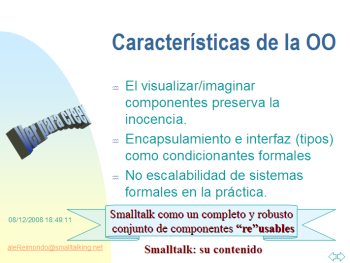 Características de la OO
El visualizar/imaginar
componentes preserva la
inocencia.
Encapsulamiento e interfaz (tipos)
como condicionantes formales
No escalabilidad de sistemas
formales en la práctica.
Ver para creer
08/12/2008 18:49:11
Smalltalk como un completo y robusto
conjunto de componentes “re”usables
aleReimondo@smalltalking.net
Smalltalk: su contenido